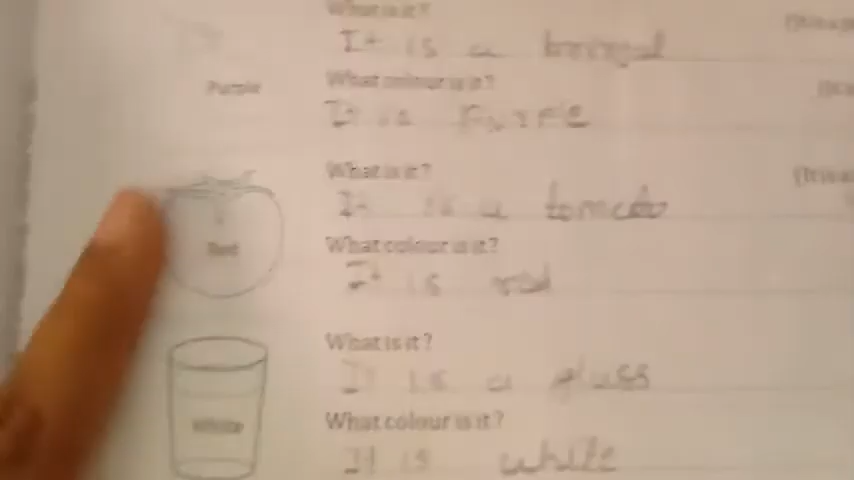 What is it?
It is a
Purple
What colour is it?
It is Purple
What is it?
It is a tomato
Red
What colour is it?
It is red
What is it?
It is a glass
White
What colour is it?
It is white